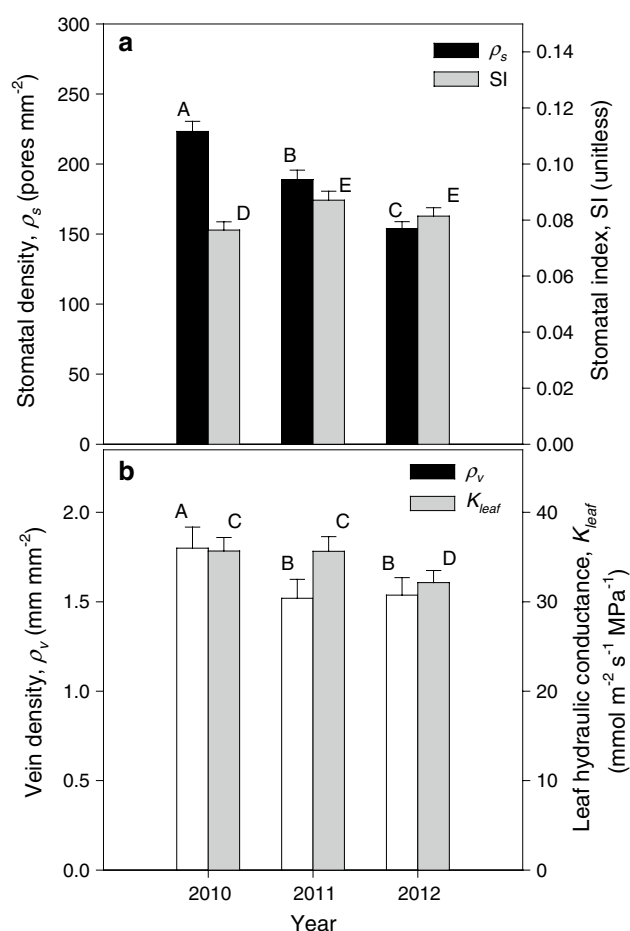 a
ρs
SI
Stomatal density, ρs (pores mm-2)
300
250
200
150
100
50
0
A
D
B
E
C
E
0.15
0.12
0.10
0.08
0.06
0.04
0.02
0.00
Stomatal index, SI (unitless)
b
ρv
Kleaf
Vein density, ρv (mm mm-2)
2.0
1.5
1.0
0.5
0.0
A
C
B
C
B
D
40
30
20
10
0
Leaf hydraulic conductance, Kleaf
(mmol m-2 s-1 MPa-1)
2010
2011
2012
Year